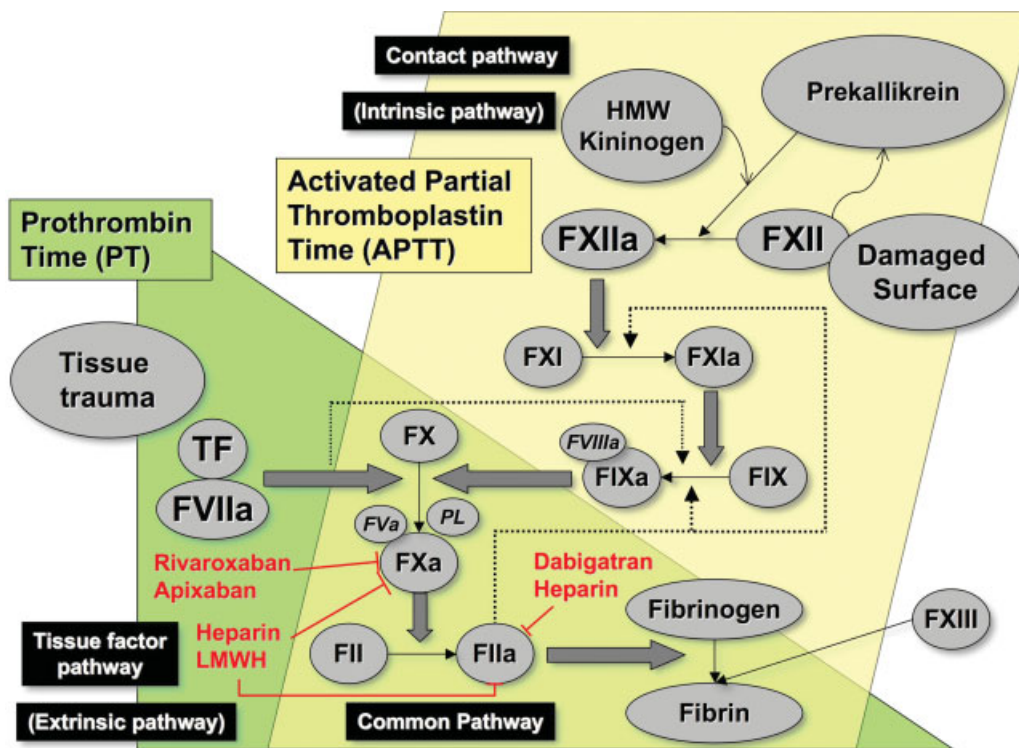 Contact pathway
(Intrinsic pathway)
HMW
Kininogen
Prekallikrein
Activated Partial
Thromboplastin
Time (APTT)
Prothrombin
Time (PT)
FXIIa
FXII
Damaged
Surface
Tissue
trauma
FXI
FXIa
TF
FVIIa
FX
FVIIIa
FIXa
FIX
FVa
PL
FXa
Rivaroxaban
Apixaban
Dabigatran
Heparin
Heparin
LMWH
FII
FIIa
Fibrinogen
FXIII
Fibrin
Tissue factor
pathway
(Extrinsic pathway)
Common Pathway